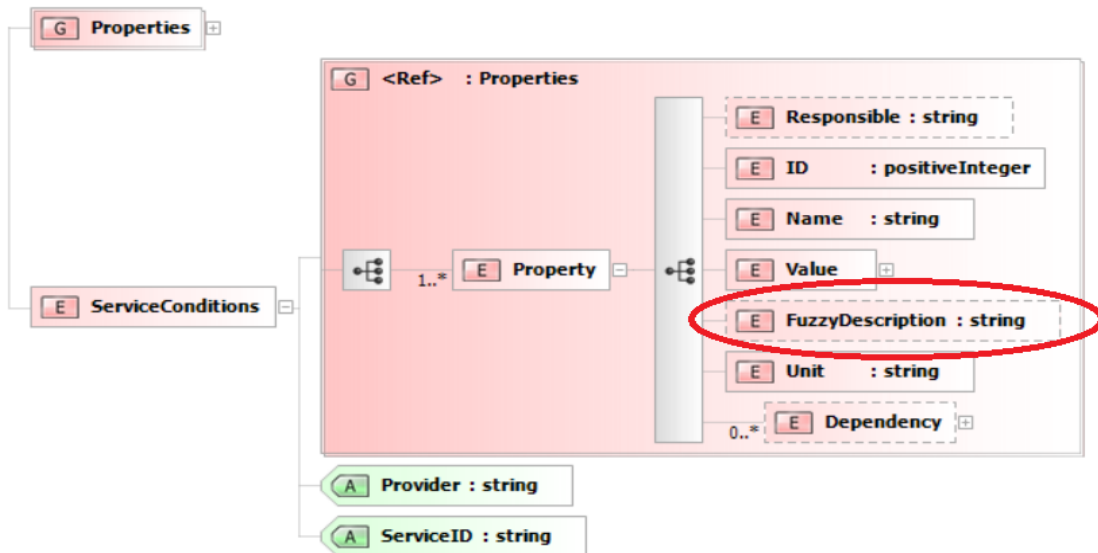 G Properties
G <Ref> : Properties
E Responsible : string
E ID : positiveInteger
E Name : string
1..* E Property
E Value
E ServiceConditions
E FuzzyDescription : string
E Unit : string
0..* E Dependency
A Provider : string
A ServiceID : string